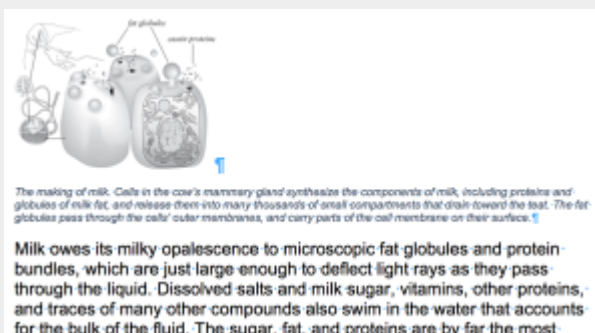 fat globules
casein proteins
The making of milk. Cells in the cow's mammary gland synthesize the components of milk, including proteins and
globules of milk fat, and release them into many thousands of small compartments that drain toward the teat. The fat
globules pass through the cells' outer membranes, and carry parts of the cell membrane on their surface.¶
Milk owes its milky opalescence to microscopic fat globules and protein
bundles, which are just large enough to deflect light rays as they pass
through the liquid. Dissolved salts and milk sugar, vitamins, other proteins,
and traces of many other compounds also swim in the water that accounts
for the bulk of the fluid. The sugar, fat, and proteins are by far the most